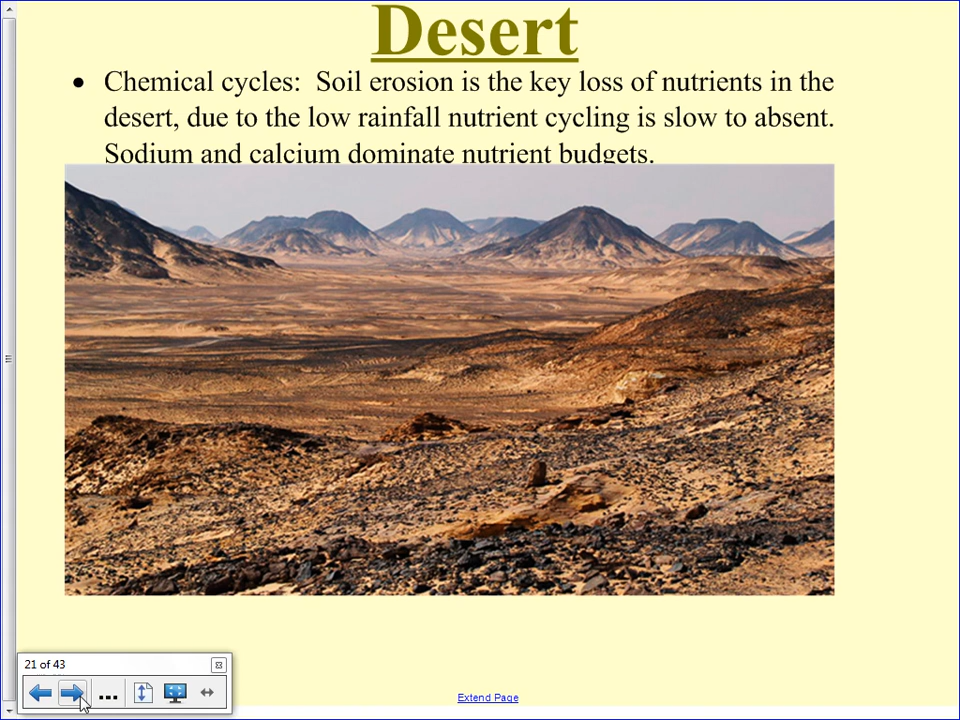 Desert
• Chemical cycles: Soil erosion is the key loss of nutrients in the
desert, due to the low rainfall nutrient cycling is slow to absent.
Sodium and calcium dominate nutrient budgets.
21 of 43
Extend Page